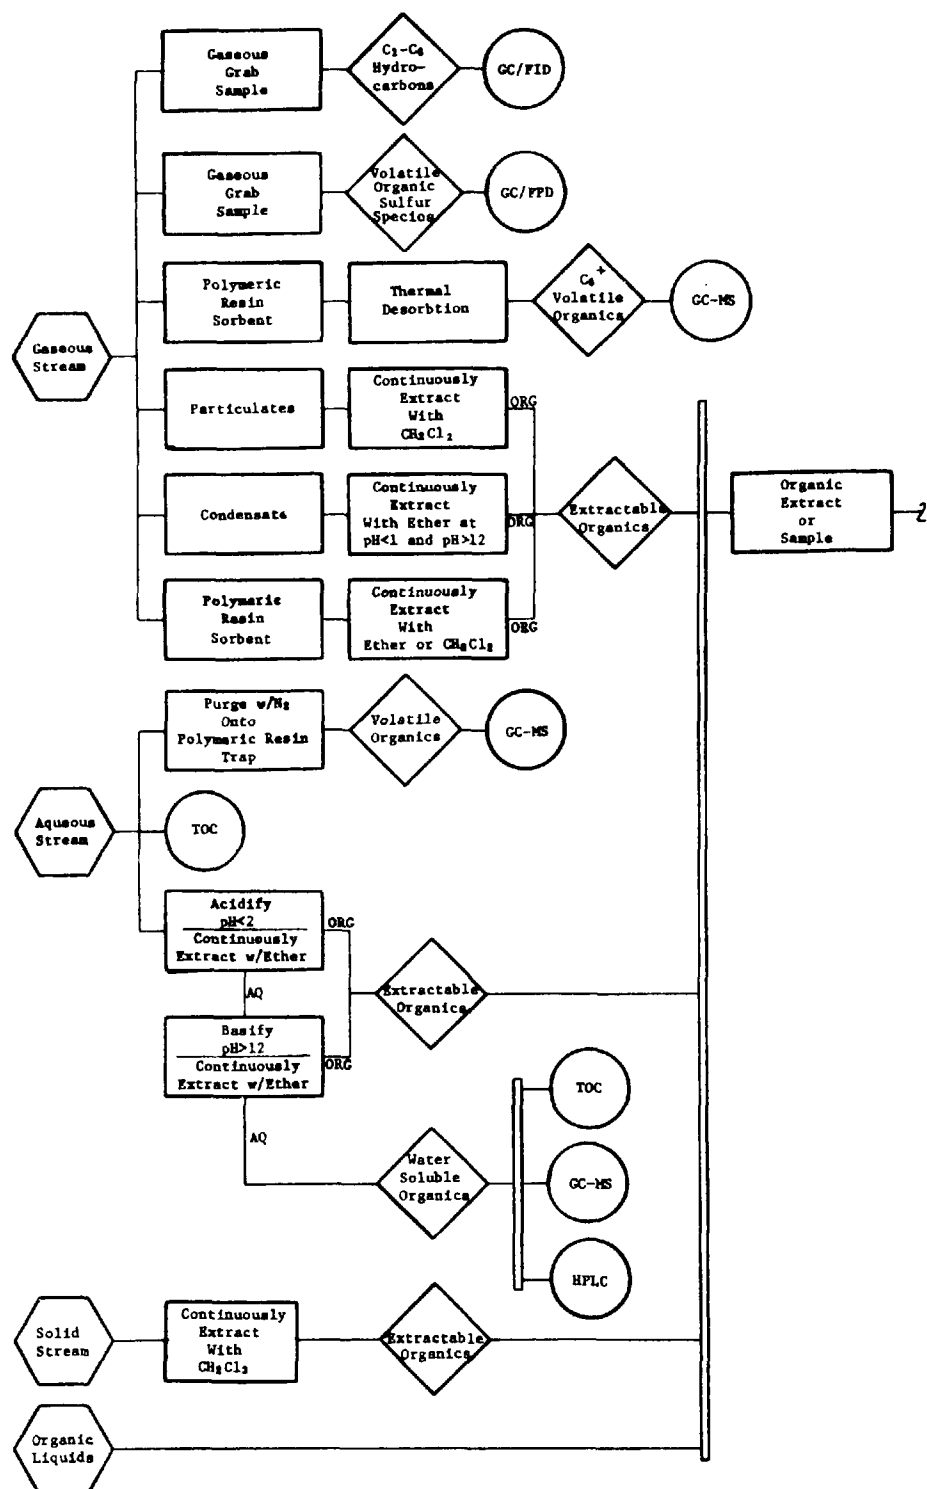 Gaseous
Grab
Sample
C₁-C₆
Hydro-
carbons
GC/FID
Gaseous
Grab
Sample
Volatile
Organic
Sulfur
Species
GC/FPD
Polymeric
Resin
Sorbent
Thermal
Desorbtion
C₆+
Volatile
Organics
GC-MS
Gaseous
Stream
Particulates
Continuously
Extract
With
CH₂Cl₂
ORG
Condensate
Continuously
Extract
With Ether at
pH<1 and pH>12
ORG
Extractable
Organics
Organic
Extract
or
Sample
2
Polymeric
Resin
Sorbent
Continuously
Extract
With
Ether or CH₂Cl₂
ORG
Purge w/N₂
Onto
Polymeric Resin
Trap
Volatile
Organics
GC-MS
Aqueous
Stream
TOC
Acidify
pH<2
Continuously
Extract w/Ether
ORG
AQ
Extractable
Organics
Basify
pH>12
Continuously
Extract w/Ether
ORG
AQ
Water
Soluble
Organics
TOC
GC-MS
HPLC
Solid
Stream
Continuously
Extract
With
CH₂Cl₂
Extractable
Organics
Organic
Liquids